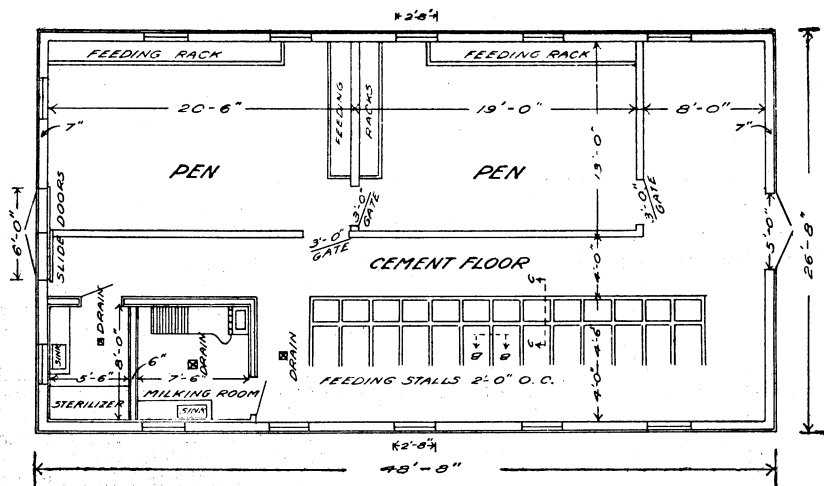 2'-8"
FEEDING RACK
FEEDING RACK
20'-6"
FEEDING
RACKS
19'-0"
8'-0"
7"
7"
PEN
PEN
13'-0"
6'-0"
SLIDE DOORS
3'-0"
GATE
3'-0"
GATE
3'-0"
GATE
5'-0"
26'-8"
CEMENT FLOOR
4'-0"
DRAIN
8'-0"
SINK
5'-6"
6"
7'-6"
DRAIN
DRAIN
C
B B
C
4'-6"
4'-0"
FEEDING STALLS 2'-0" O.C.
STERILIZER
MILKING ROOM
SINK
2'-8"
48'-8"